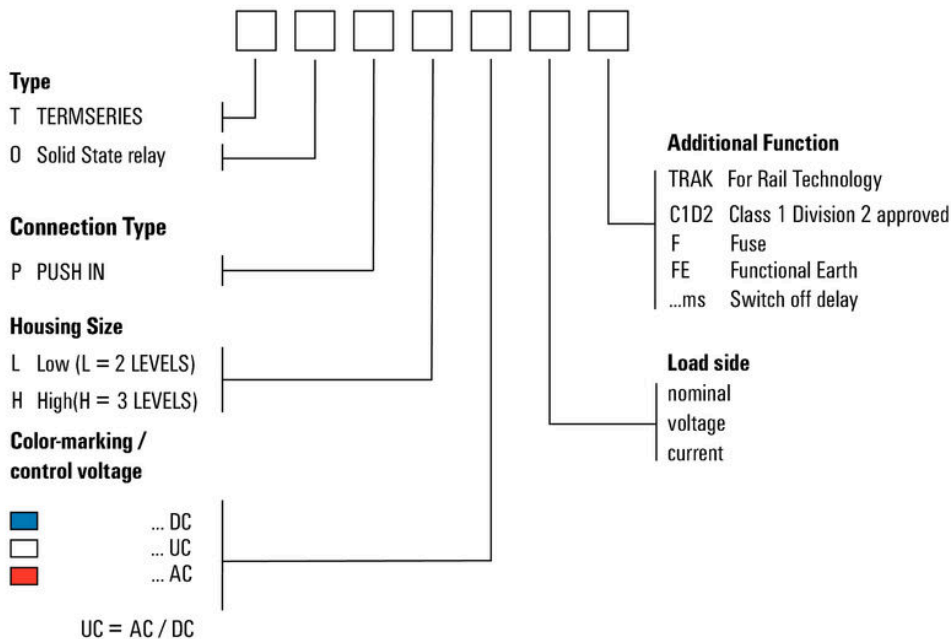 Type
T TERMSERIES
O Solid State relay
Connection Type
P PUSH IN
Housing Size
L Low (L = 2 LEVELS)
H High(H = 3 LEVELS)
Color-marking /
control voltage
... DC
... UC
... AC
UC = AC / DC
Additional Function
TRAK For Rail Technology
C1D2 Class 1 Division 2 approved
F Fuse
FE Functional Earth
...ms Switch off delay
Load side
nominal
voltage
current